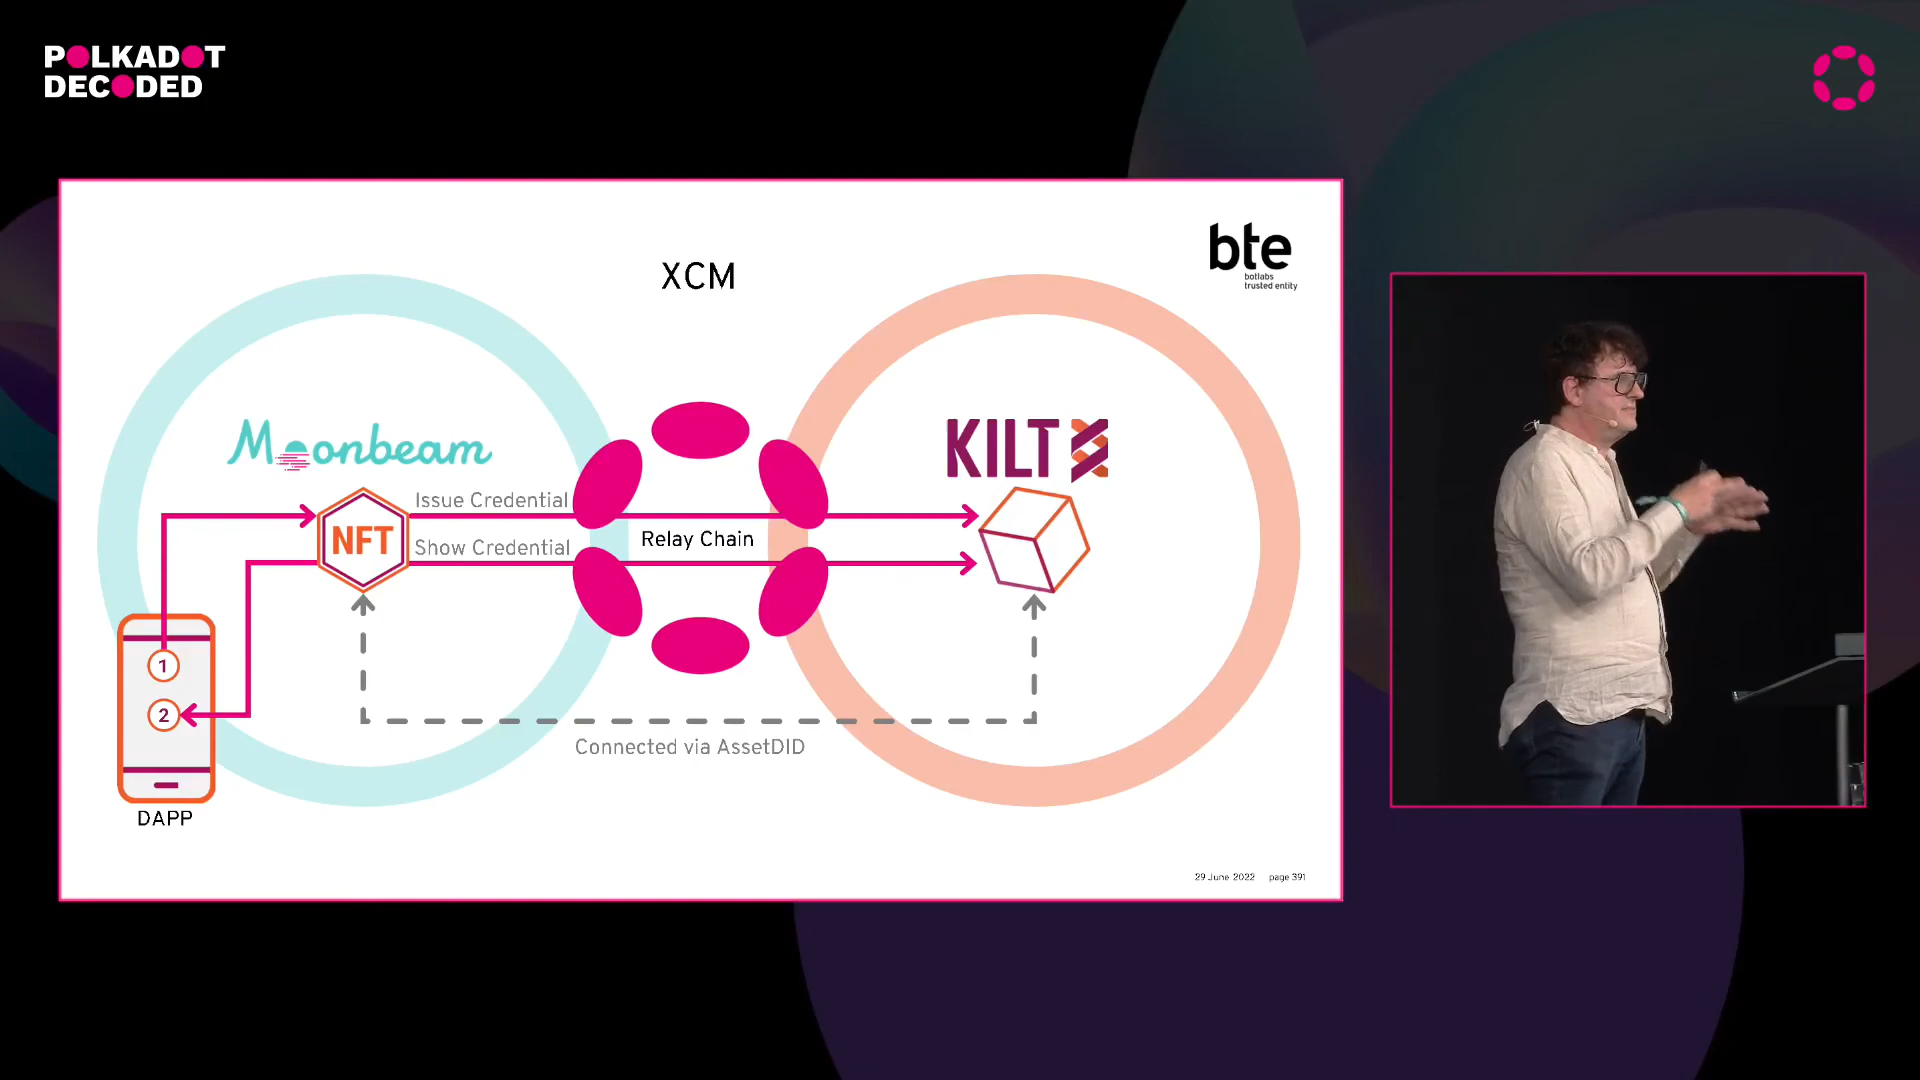 POLKADOT
DECODED
bte
botlabs
trusted entity
XCM
Moonbeam
KILT
Issue Credential
NFT
Show Credential
Relay Chain
1
2
Connected via AssetDID
DAPP
29 June 2022 page 391